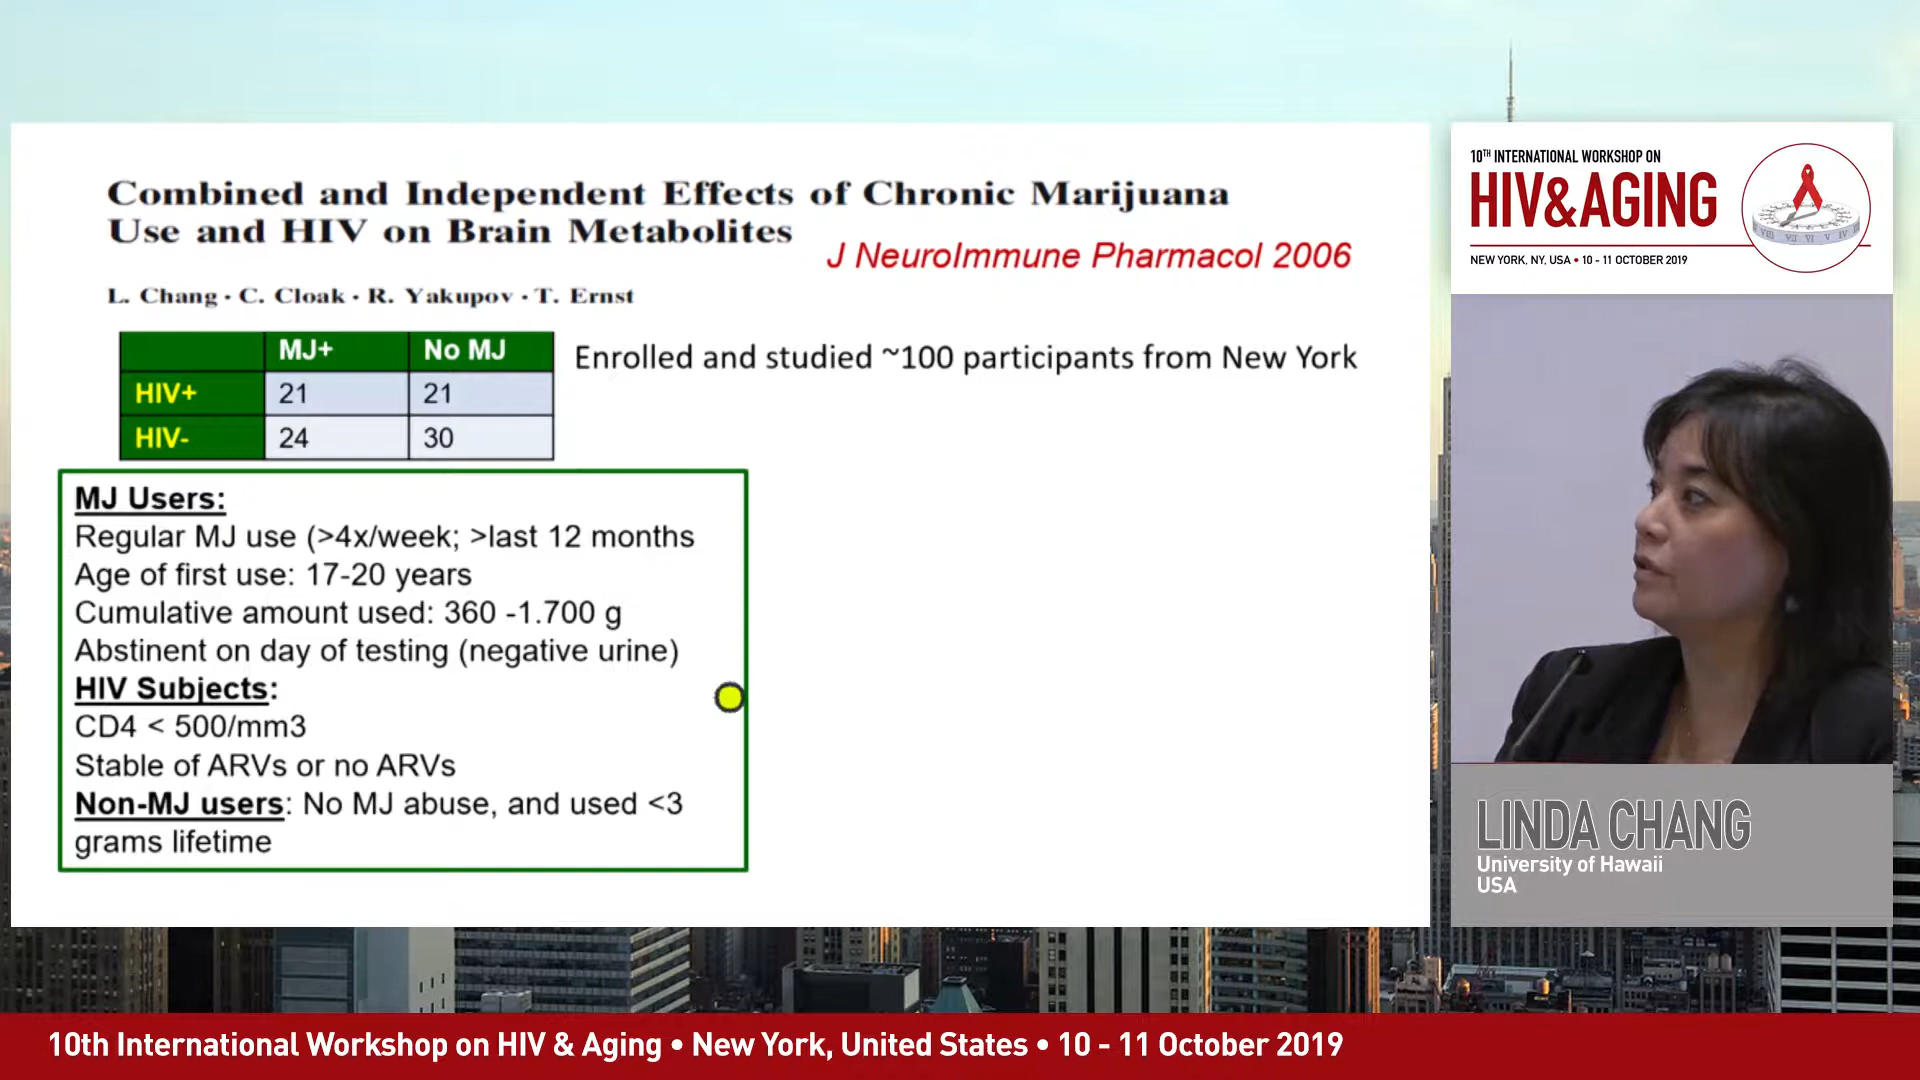 Combined and Independent Effects of Chronic Marijuana
Use and HIV on Brain Metabolites
J NeuroImmune Pharmacol 2006
L. Chang · C. Cloak · R. Yakupov · T. Ernst
MJ+ No MJ
HIV+ 21 21
HIV- 24 30
Enrolled and studied ~100 participants from New York
MJ Users:
Regular MJ use (>4x/week; >last 12 months
Age of first use: 17-20 years
Cumulative amount used: 360 -1.700 g
Abstinent on day of testing (negative urine)
HIV Subjects:
CD4 < 500/mm3
Stable of ARVs or no ARVs
Non-MJ users: No MJ abuse, and used <3
grams lifetime
10TH INTERNATIONAL WORKSHOP ON
HIV&AGING
NEW YORK, NY, USA • 10 - 11 OCTOBER 2019
LINDA CHANG
University of Hawaii
USA
10th International Workshop on HIV & Aging • New York, United States • 10 - 11 October 2019